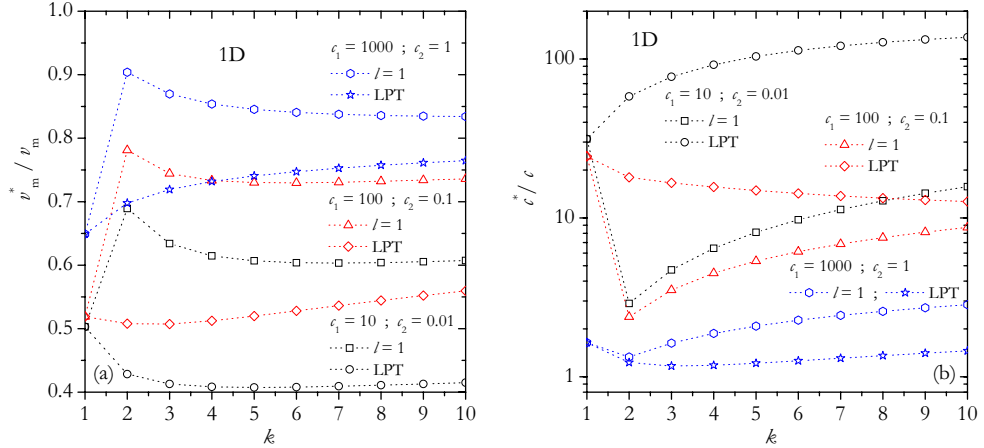 1D
c₁ = 1000 ; c₂ = 1
l = 1
LPT
c₁ = 100 ; c₂ = 0.1
l = 1
LPT
c₁ = 10 ; c₂ = 0.01
l = 1
LPT
(a)
1.0
0.9
0.8
0.7
0.6
0.5
0.4
v*ₘ / vₘ
1 2 3 4 5 6 7 8 9 10
k
1D
c₁ = 10 ; c₂ = 0.01
l = 1
LPT
c₁ = 100 ; c₂ = 0.1
l = 1
LPT
c₁ = 1000 ; c₂ = 1
l = 1 ; LPT
(b)
100
10
1
c* / c
1 2 3 4 5 6 7 8 9 10
k